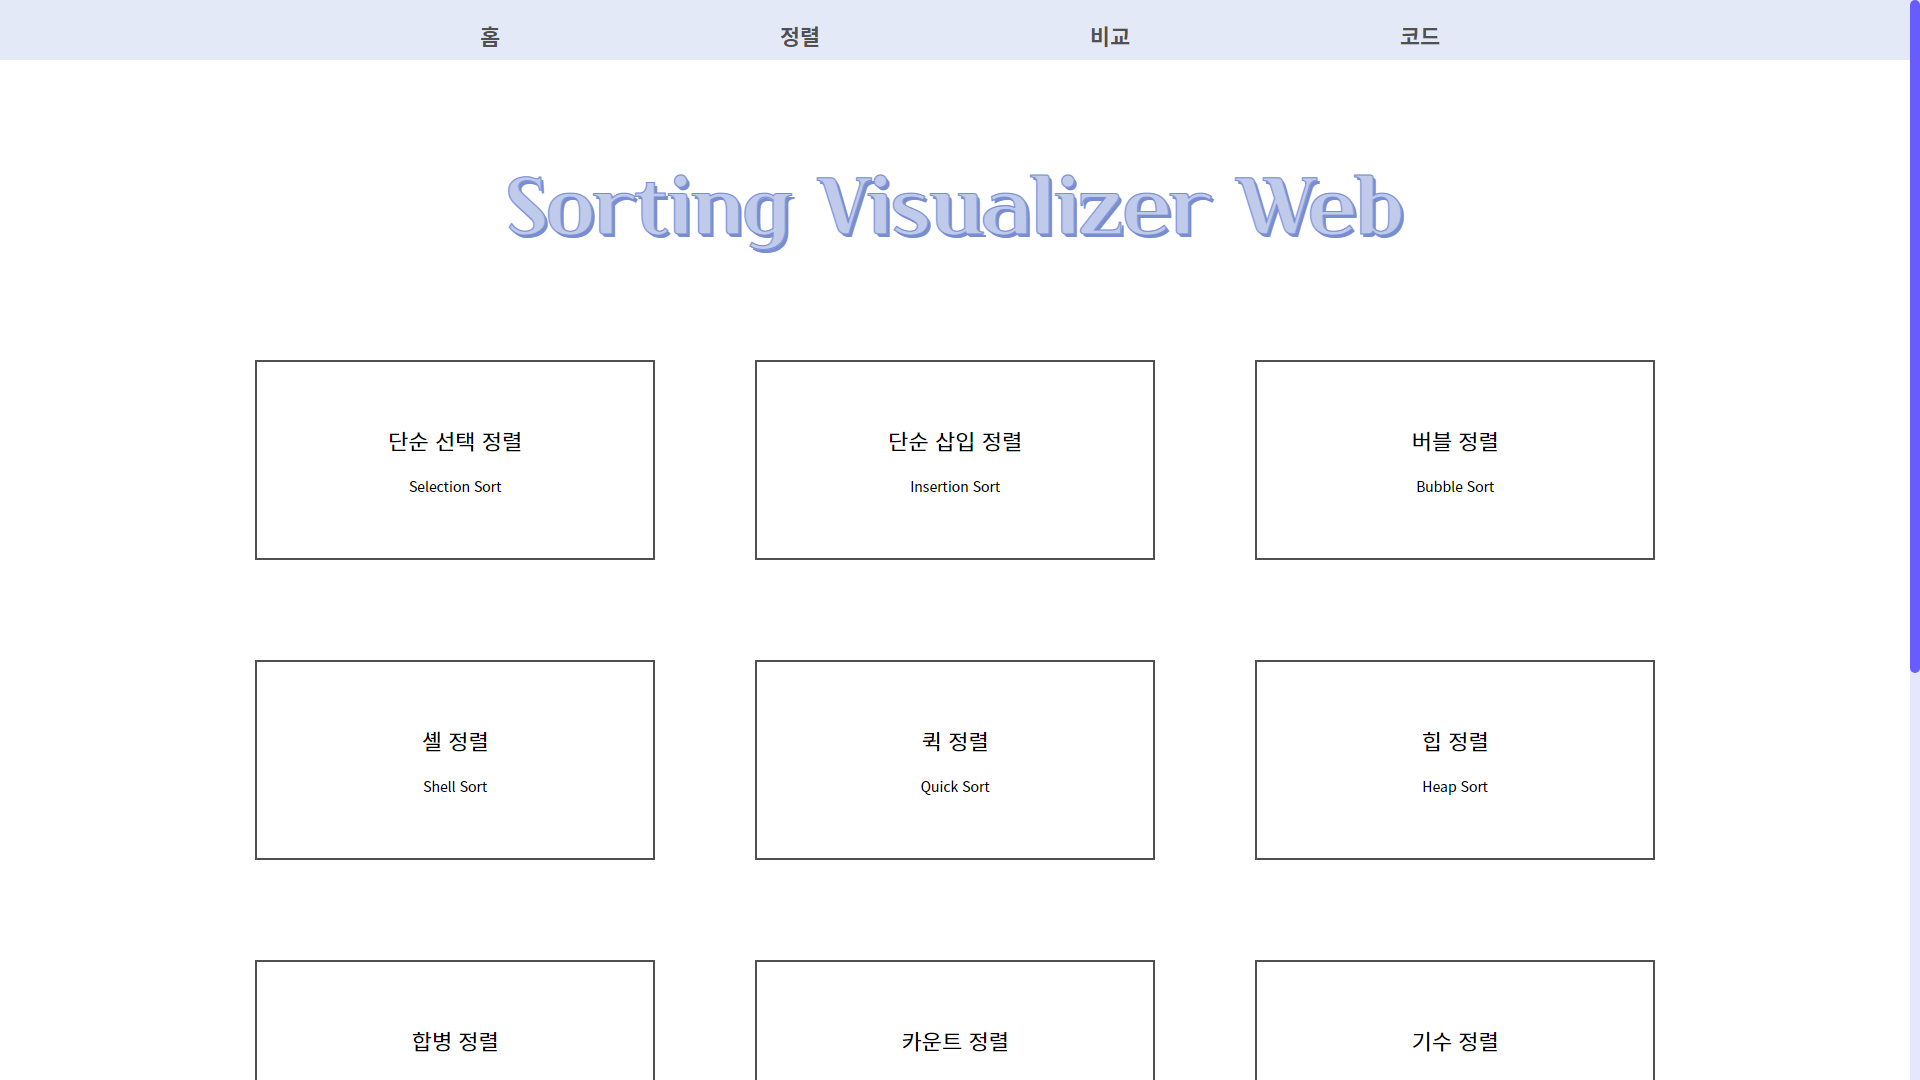 홈
정렬
비교
코드
Sorting Visualizer Web
단순 선택 정렬
Selection Sort
단순 삽입 정렬
Insertion Sort
버블 정렬
Bubble Sort
셸 정렬
Shell Sort
퀵 정렬
Quick Sort
힙 정렬
Heap Sort
합병 정렬
카운트 정렬
기수 정렬